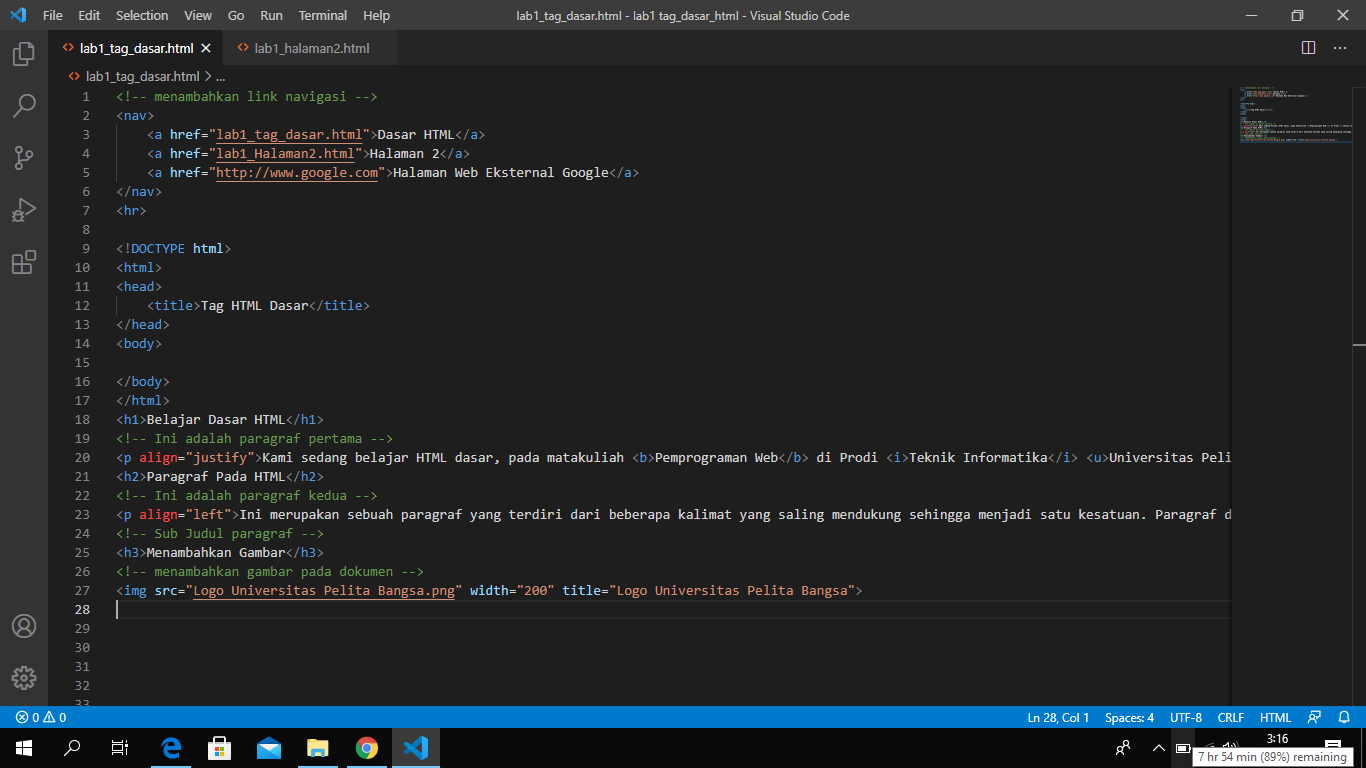 File Edit Selection View Go Run Terminal Help lab1_tag_dasar.html - lab1 tag_dasar_html - Visual Studio Code
lab1_tag_dasar.html lab1_halaman2.html
lab1_tag_dasar.html > ...
1 <!-- menambahkan link navigasi -->
2 <nav>
3 <a href="lab1_tag_dasar.html">Dasar HTML</a>
4 <a href="lab1_Halaman2.html">Halaman 2</a>
5 <a href="http://www.google.com">Halaman Web Eksternal Google</a>
6 </nav>
7 <hr>
8
9 <!DOCTYPE html>
10 <html>
11 <head>
12 <title>Tag HTML Dasar</title>
13 </head>
14 <body>
15
16 </body>
17 </html>
18 <h1>Belajar Dasar HTML</h1>
19 <!-- Ini adalah paragraf pertama -->
20 <p align="justify">Kami sedang belajar HTML dasar, pada matakuliah <b>Pemprograman Web</b> di Prodi <i>Teknik Informatika</i> <u>Universitas Peli
21 <h2>Paragraf Pada HTML</h2>
22 <!-- Ini adalah paragraf kedua -->
23 <p align="left">Ini merupakan sebuah paragraf yang terdiri dari beberapa kalimat yang saling mendukung sehingga menjadi satu kesatuan. Paragraf d
24 <!-- Sub Judul paragraf -->
25 <h3>Menambahkan Gambar</h3>
26 <!-- menambahkan gambar pada dokumen -->
27 <img src="Logo Universitas Pelita Bangsa.png" width="200" title="Logo Universitas Pelita Bangsa">
28
29
30
31
32
33
0 0 Ln 28, Col 1 Spaces: 4 UTF-8 CRLF HTML
3:16
7 hr 54 min (89%) remaining